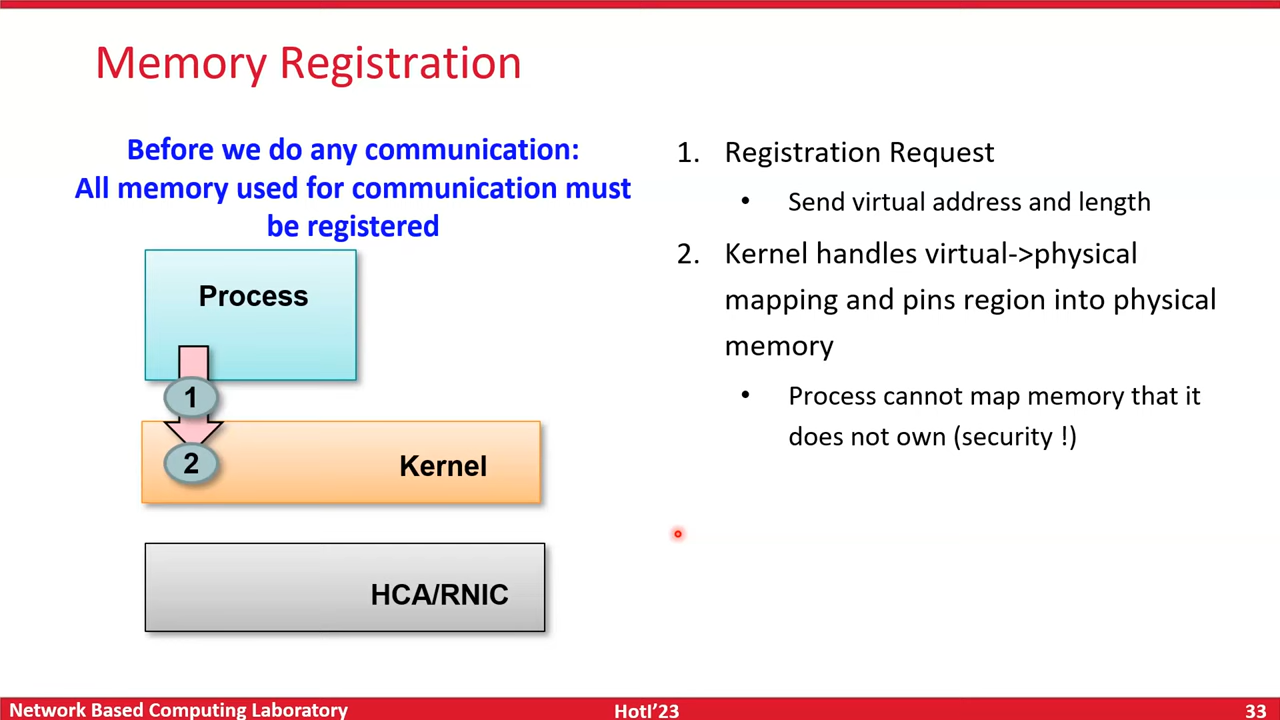 Memory Registration
Before we do any communication:
All memory used for communication must
be registered
Process
1
2
Kernel
HCA/RNIC
1. Registration Request
• Send virtual address and length
2. Kernel handles virtual->physical
mapping and pins region into physical
memory
• Process cannot map memory that it
does not own (security !)
Network Based Computing Laboratory
HotI'23
33